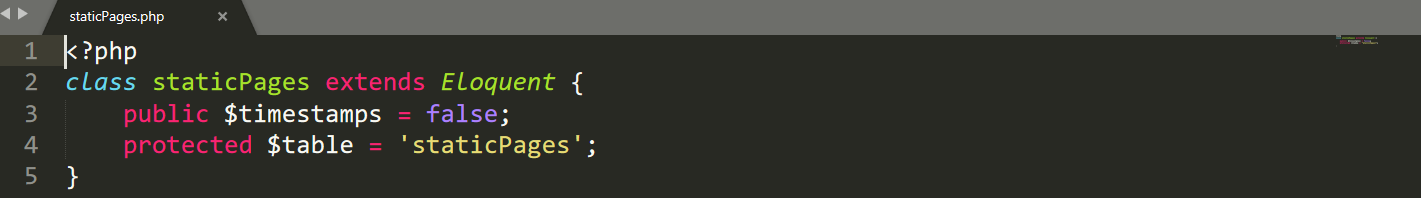 staticPages.php ×
1 <?php
2 class staticPages extends Eloquent {
3     public $timestamps = false;
4     protected $table = 'staticPages';
5 }